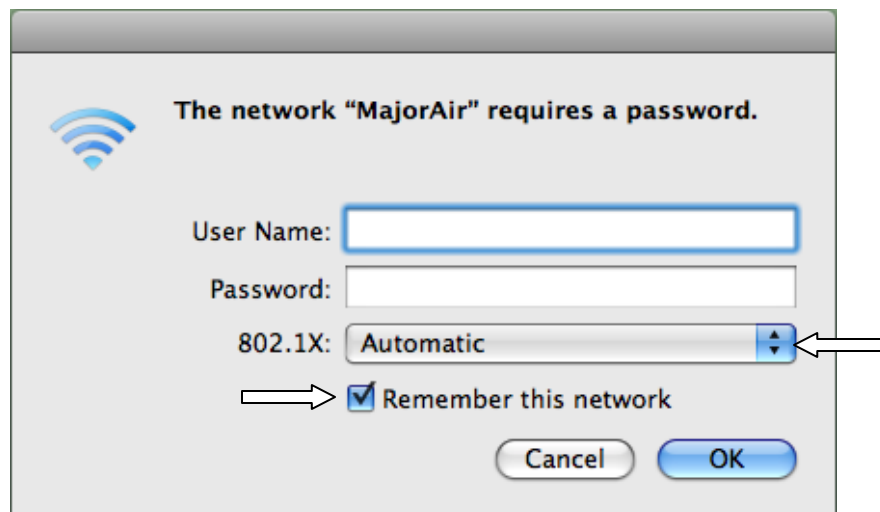 The network “MajorAir” requires a password.
User Name:
Password:
802.1X: Automatic
Remember this network
Cancel OK